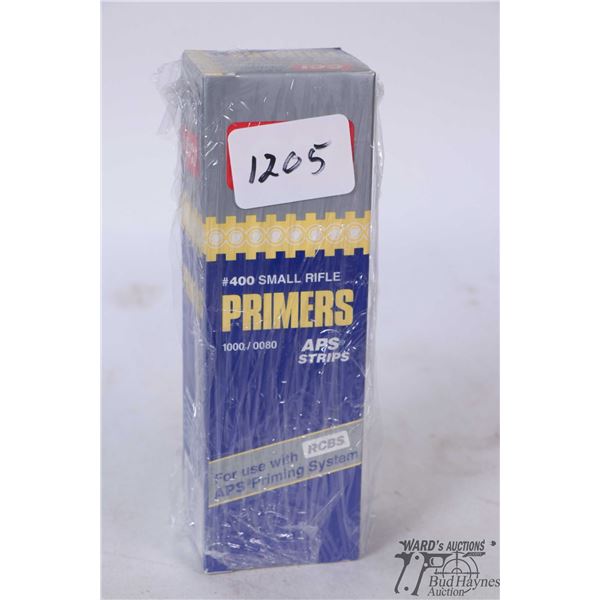 CCI
1205
#400 SMALL RIFLE
PRIMERS
1000/0080
APS
STRIPS
For use with RCBS
APS Priming System
WARD'S AUCTIONS
Bud Haynes
Auction